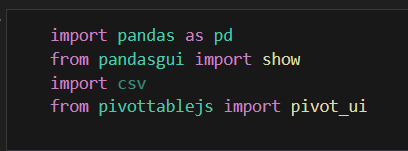 import pandas as pd
from pandasgui import show
import csv
from pivottablejs import pivot_ui